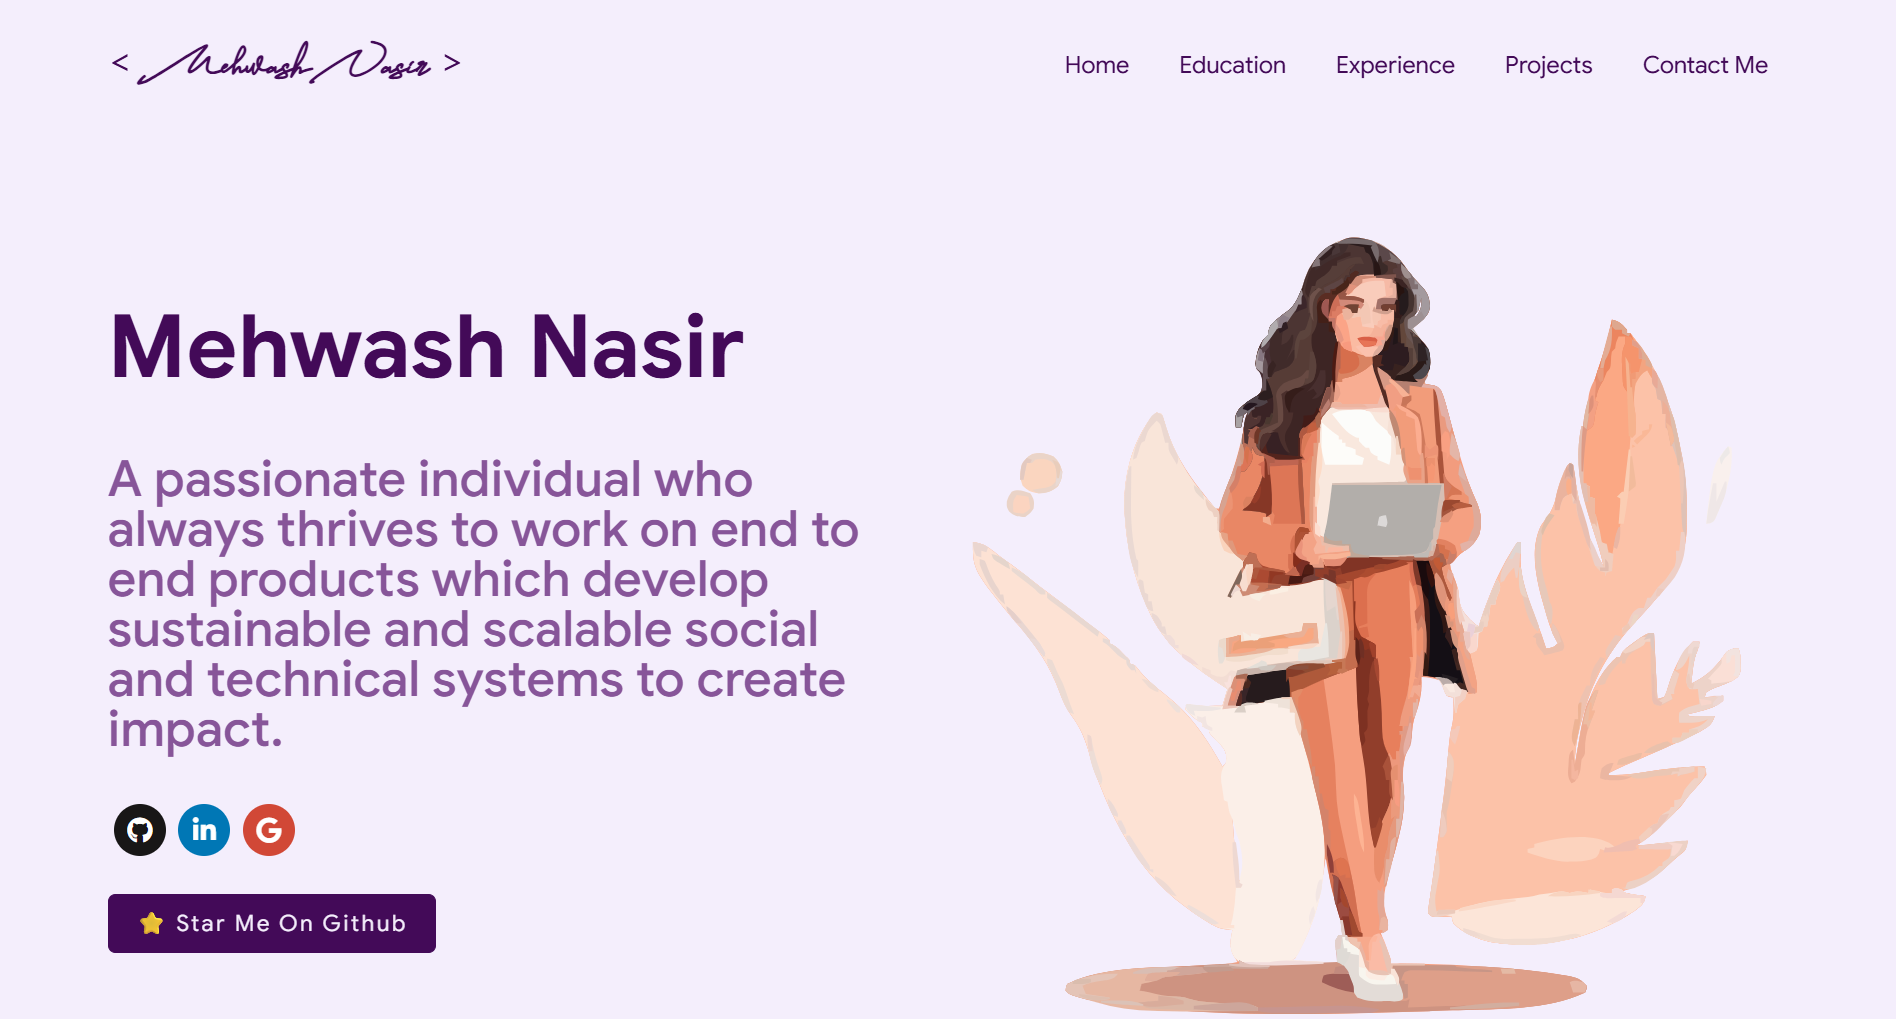 < Mehwash Nasir >
Home Education Experience Projects Contact Me
Mehwash Nasir
A passionate individual who
always thrives to work on end to
end products which develop
sustainable and scalable social
and technical systems to create
impact.
in G
⭐ Star Me On Github